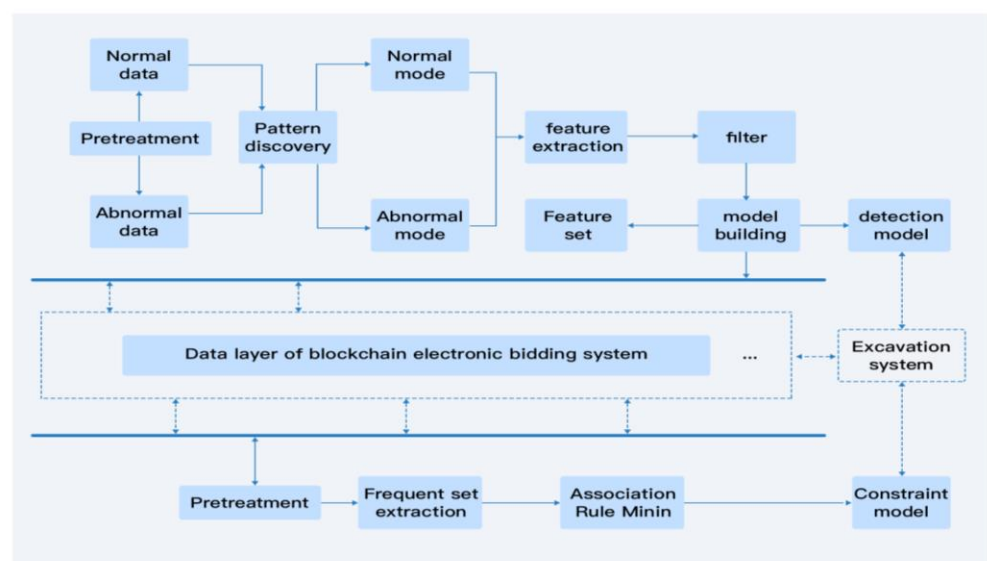 Normal
data
Normal
mode
Pretreatment
Pattern
discovery
feature
extraction
filter
Abnormal
data
Abnormal
mode
Feature
set
model
building
detection
model
Data layer of blockchain electronic bidding system
...
Excavation
system
Pretreatment
Frequent set
extraction
Association
Rule Minin
Constraint
model